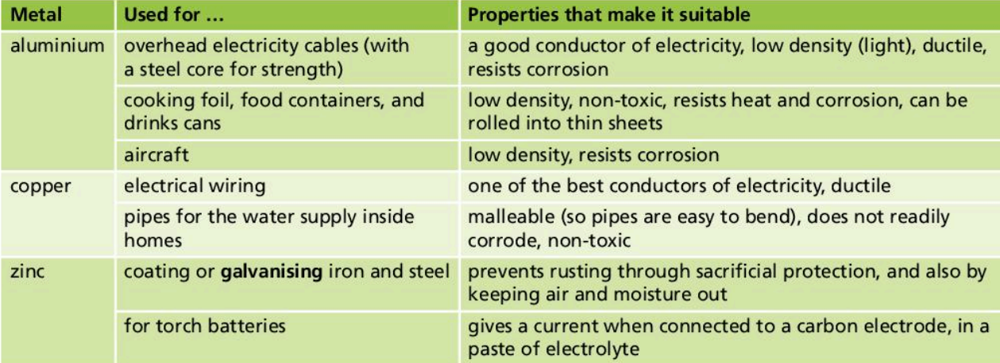 Metal Used for … Properties that make it suitable
aluminium overhead electricity cables (with a good conductor of electricity, low density (light), ductile,
a steel core for strength) resists corrosion
cooking foil, food containers, and low density, non-toxic, resists heat and corrosion, can be
drinks cans rolled into thin sheets
aircraft low density, resists corrosion
copper electrical wiring one of the best conductors of electricity, ductile
pipes for the water supply inside malleable (so pipes are easy to bend), does not readily
homes corrode, non-toxic
zinc coating or galvanising iron and steel prevents rusting through sacrificial protection, and also by
keeping air and moisture out
for torch batteries gives a current when connected to a carbon electrode, in a
paste of electrolyte